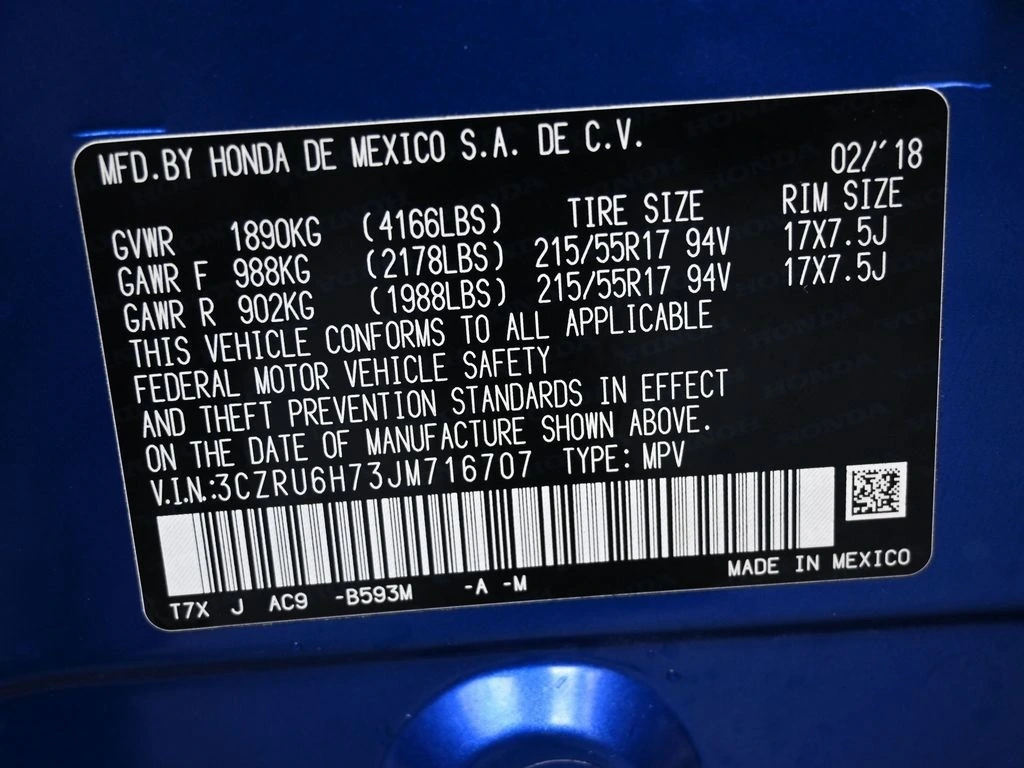 MFD.BY HONDA DE MEXICO S.A. DE C.V.
02/'18
GVWR 1890KG (4166LBS) TIRE SIZE RIM SIZE
GAWR F 988KG (2178LBS) 215/55R17 94V 17X7.5J
GAWR R 902KG (1988LBS) 215/55R17 94V 17X7.5J
THIS VEHICLE CONFORMS TO ALL APPLICABLE
FEDERAL MOTOR VEHICLE SAFETY
AND THEFT PREVENTION STANDARDS IN EFFECT
ON THE DATE OF MANUFACTURE SHOWN ABOVE.
V.I.N.:3CZRU6H73JM716707 TYPE: MPV
T7X J AC9 -B593M -A -M
MADE IN MEXICO